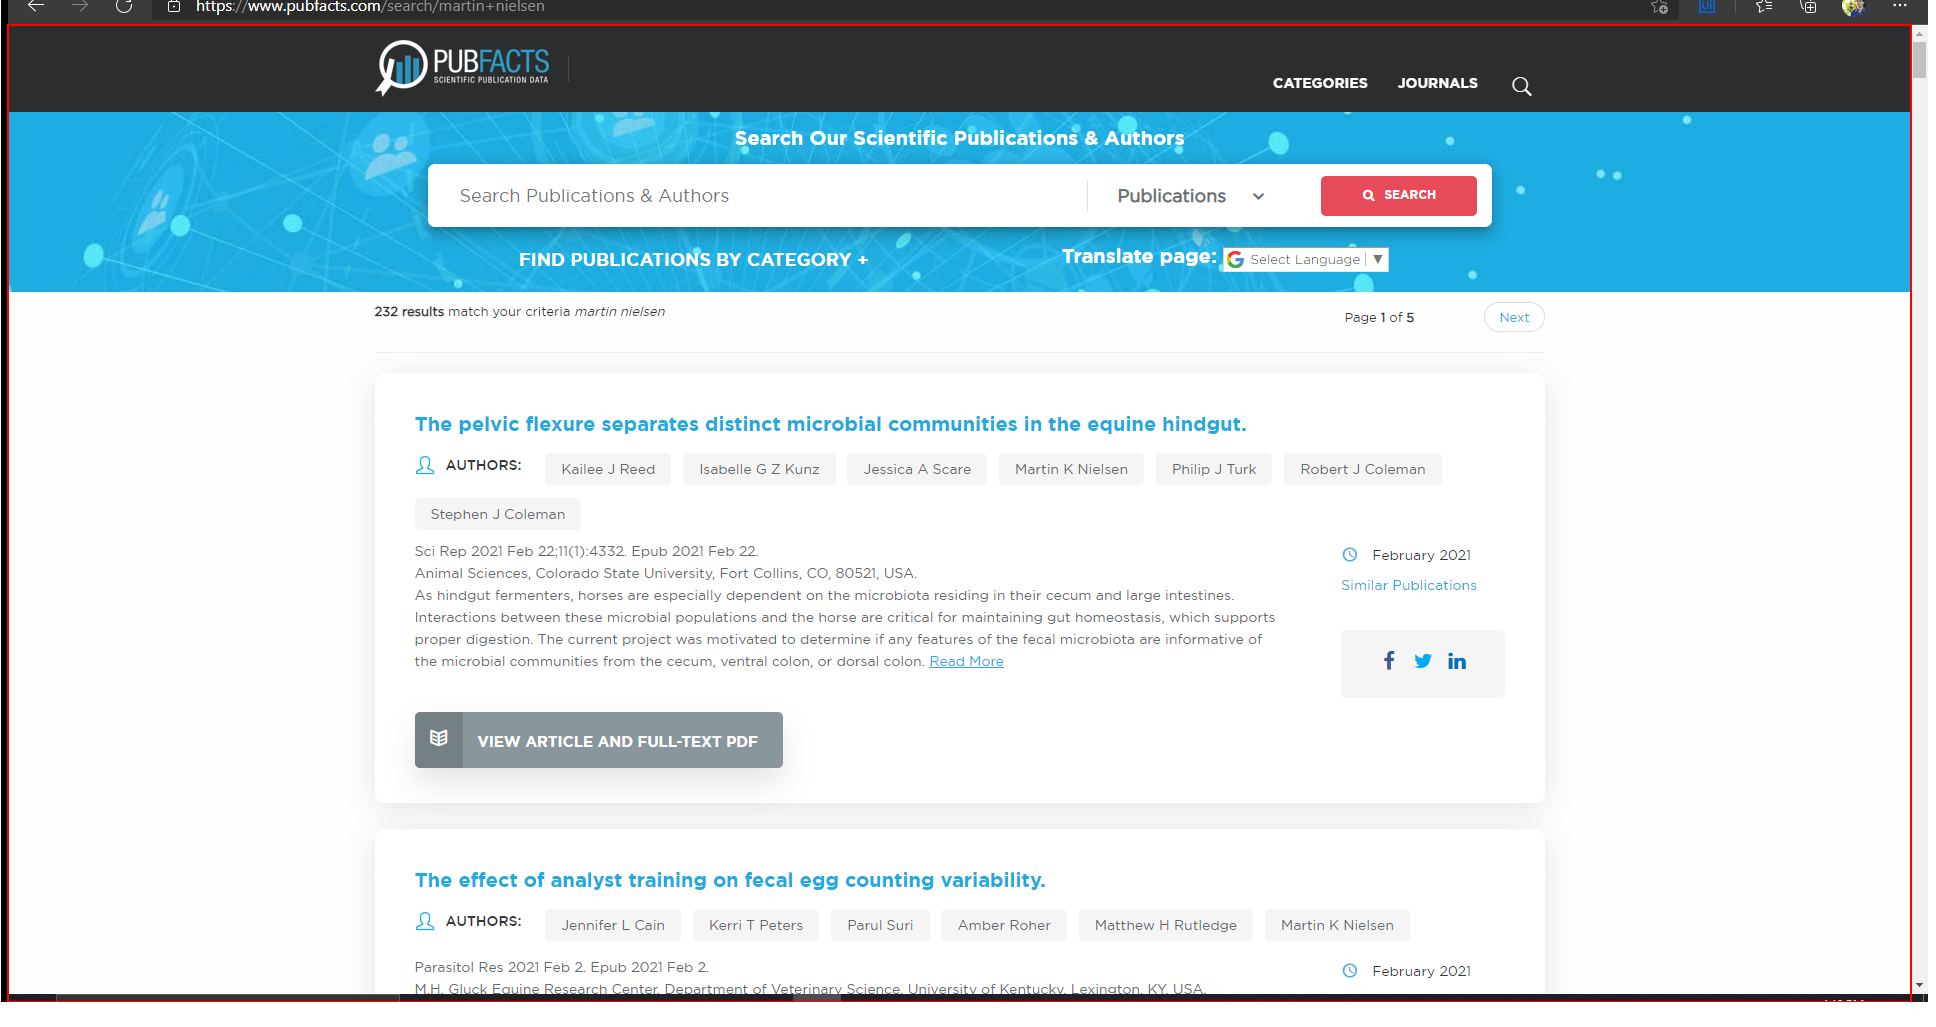 https://www.pubfacts.com/search/martin+nielsen
PUBFACTS
SCIENTIFIC PUBLICATION DATA
CATEGORIES JOURNALS
Search Our Scientific Publications & Authors
Search Publications & Authors Publications SEARCH
FIND PUBLICATIONS BY CATEGORY + Translate page: Select Language ▼
232 results match your criteria martin nielsen Page 1 of 5 Next
The pelvic flexure separates distinct microbial communities in the equine hindgut.
AUTHORS: Kailee J Reed Isabelle G Z Kunz Jessica A Scare Martin K Nielsen Philip J Turk Robert J Coleman
Stephen J Coleman
Sci Rep 2021 Feb 22;11(1):4332. Epub 2021 Feb 22. February 2021
Animal Sciences, Colorado State University, Fort Collins, CO, 80521, USA.
Similar Publications
As hindgut fermenters, horses are especially dependent on the microbiota residing in their cecum and large intestines.
Interactions between these microbial populations and the horse are critical for maintaining gut homeostasis, which supports
proper digestion. The current project was motivated to determine if any features of the fecal microbiota are informative of
the microbial communities from the cecum, ventral colon, or dorsal colon. Read More
VIEW ARTICLE AND FULL-TEXT PDF
The effect of analyst training on fecal egg counting variability.
AUTHORS: Jennifer L Cain Kerri T Peters Parul Suri Amber Roher Matthew H Rutledge Martin K Nielsen
Parasitol Res 2021 Feb 2. Epub 2021 Feb 2. February 2021
M.H. Gluck Equine Research Center, Department of Veterinary Science, University of Kentucky, Lexington, KY, USA.